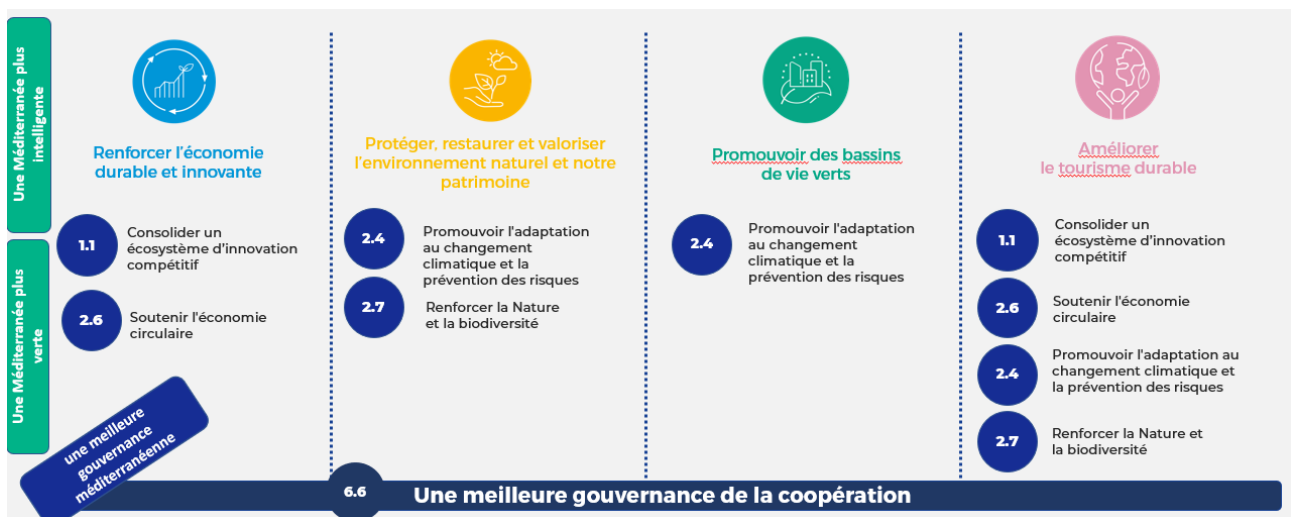 Une Méditerranée plus
intelligente
Une Méditerranée plus
verte
Renforcer l'économie
durable et innovante
1.1
Consolider un
écosystème d'innovation
compétitif
2.6
Soutenir l'économie
circulaire
Protéger, restaurer et valoriser
l'environnement naturel et notre
patrimoine
2.4
Promouvoir l'adaptation
au changement
climatique et la
prévention des risques
2.7
Renforcer la Nature
et la biodiversité
Promouvoir des bassins
de vie verts
2.4
Promouvoir l'adaptation
au changement
climatique et la
prévention des risques
Améliorer
le tourisme durable
1.1
Consolider un
écosystème d'innovation
compétitif
2.6
Soutenir l'économie
circulaire
2.4
Promouvoir l'adaptation au
changement climatique et
la prévention des risques
2.7
Renforcer la Nature et
la biodiversité
une meilleure
gouvernance
méditerranéenne
6.6
Une meilleure gouvernance de la coopération